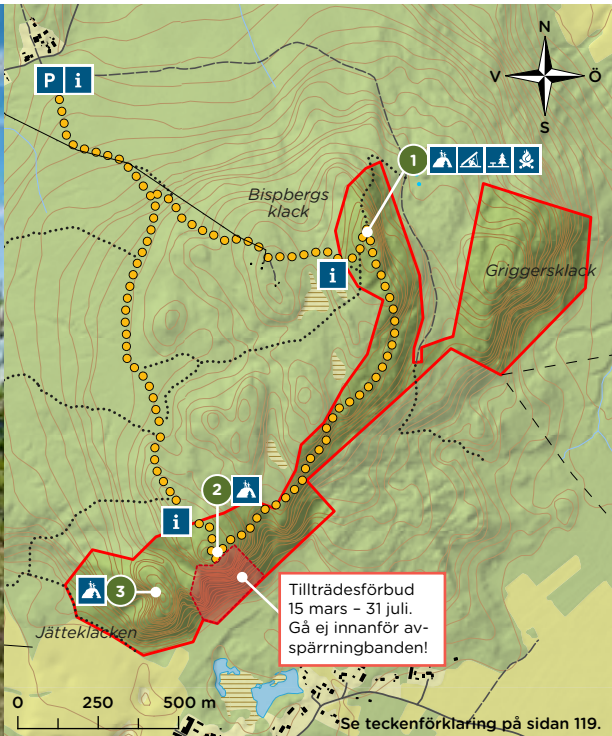 N
V
Ö
S
P i
1
Bispbergs
klack
Griggersklack
i
2
i
3
Tillträdesförbud
15 mars – 31 juli.
Gå ej innanför av-
spärrningbanden!
Jätteklacken
0 250 500 m
Se teckenförklaring på sidan 119.